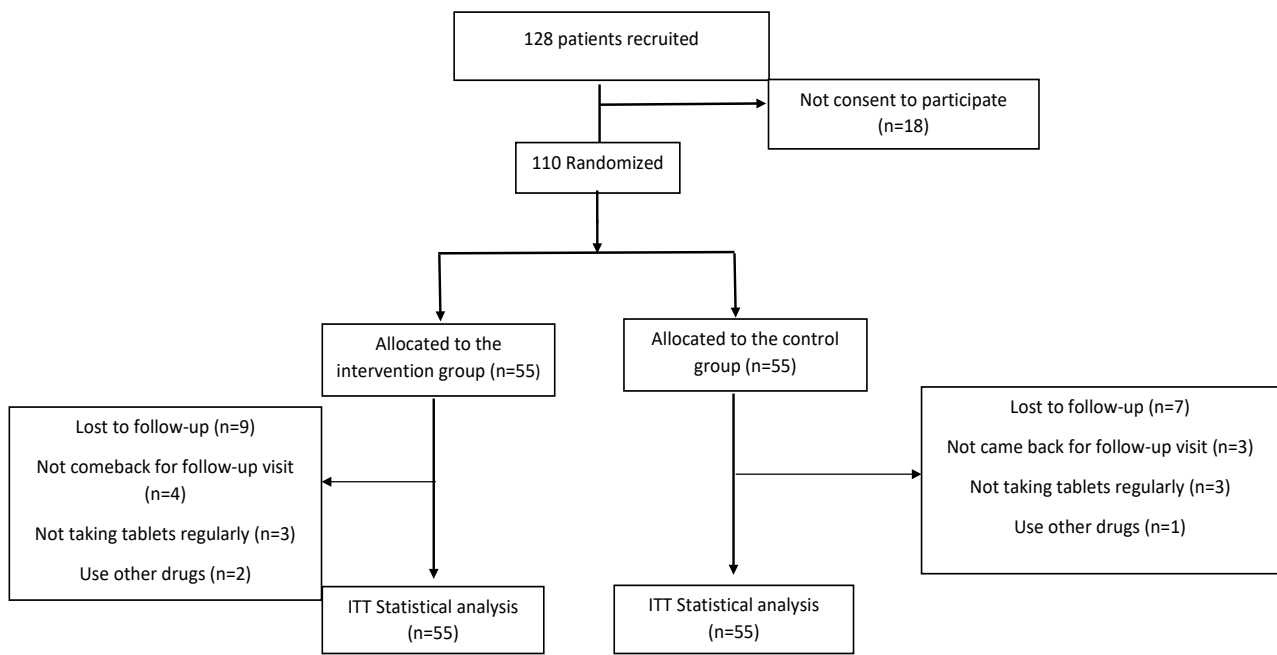 128 patients recruited
Not consent to participate
(n=18)
110 Randomized
Allocated to the
intervention group (n=55)
Allocated to the control
group (n=55)
Lost to follow-up (n=9)
Not comeback for follow-up visit
(n=4)
Not taking tablets regularly (n=3)
Use other drugs (n=2)
Lost to follow-up (n=7)
Not came back for follow-up visit (n=3)
Not taking tablets regularly (n=3)
Use other drugs (n=1)
ITT Statistical analysis
(n=55)
ITT Statistical analysis
(n=55)